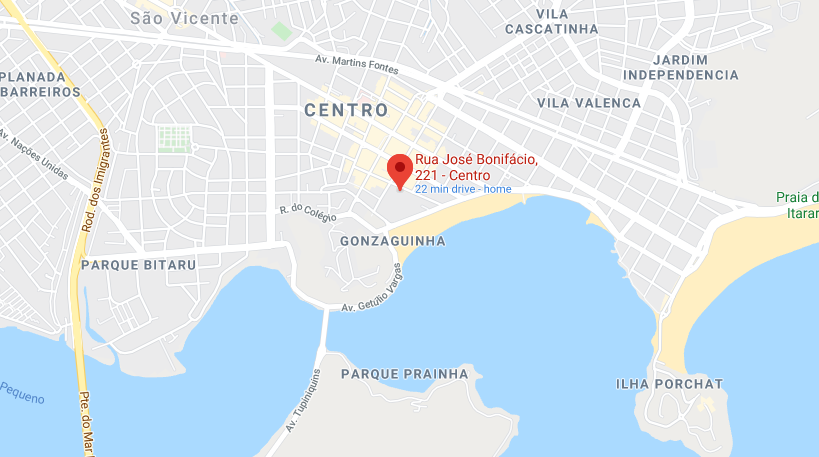 São Vicente
VILA
CASCATINHA
Av. Martins Fontes
JARDIM
INDEPENDENCIA
PLANADA
BARREIROS
CENTRO
VILA VALENCA
Av. Nações Unidas
Rod. dos Imigrantes
Rua José Bonifácio,
221 - Centro
22 min drive - home
Praia d
Itarar
R. do Colégio
GONZAGUINHA
PARQUE BITARU
Av. Getúlio Vargas
PARQUE PRAINHA
ILHA PORCHAT
Pequeno
Pte. do Mar
Av. Tupiniquins